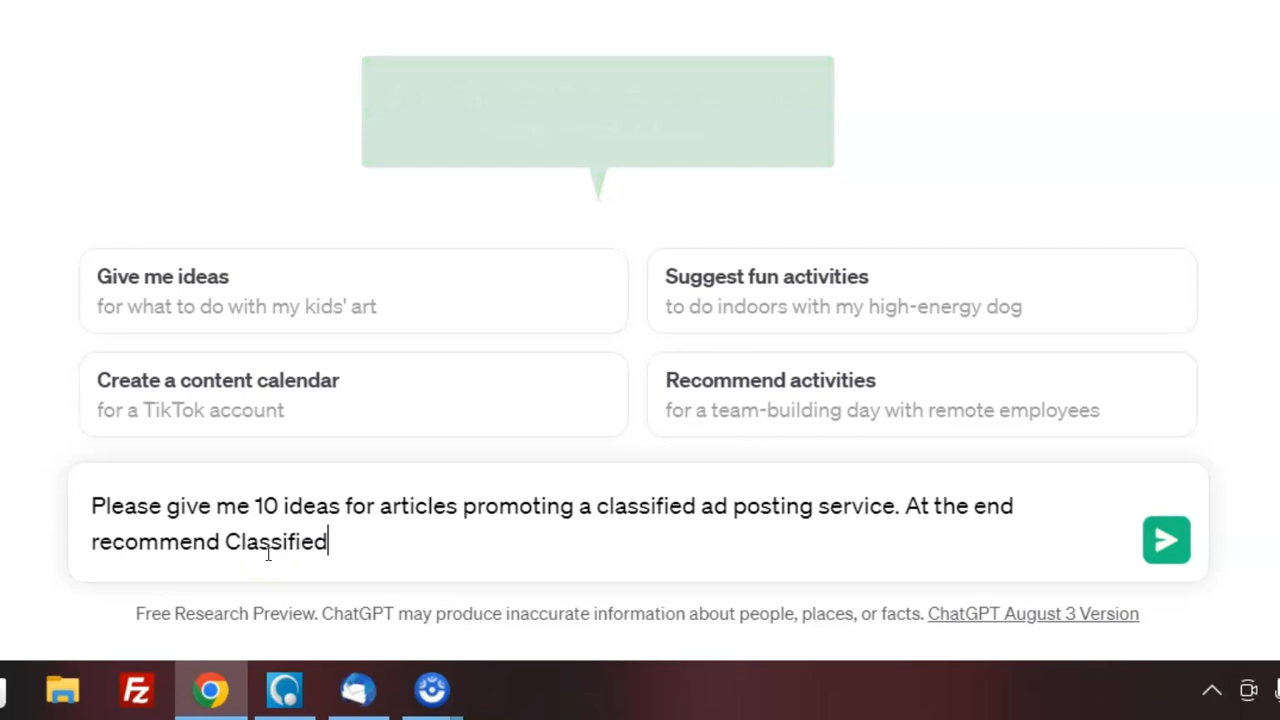 Give me ideas
for what to do with my kids' art
Suggest fun activities
to do indoors with my high-energy dog
Create a content calendar
for a TikTok account
Recommend activities
for a team-building day with remote employees
Please give me 10 ideas for articles promoting a classified ad posting service. At the end
recommend Classified
Free Research Preview. ChatGPT may produce inaccurate information about people, places, or facts. ChatGPT August 3 Version
Fz